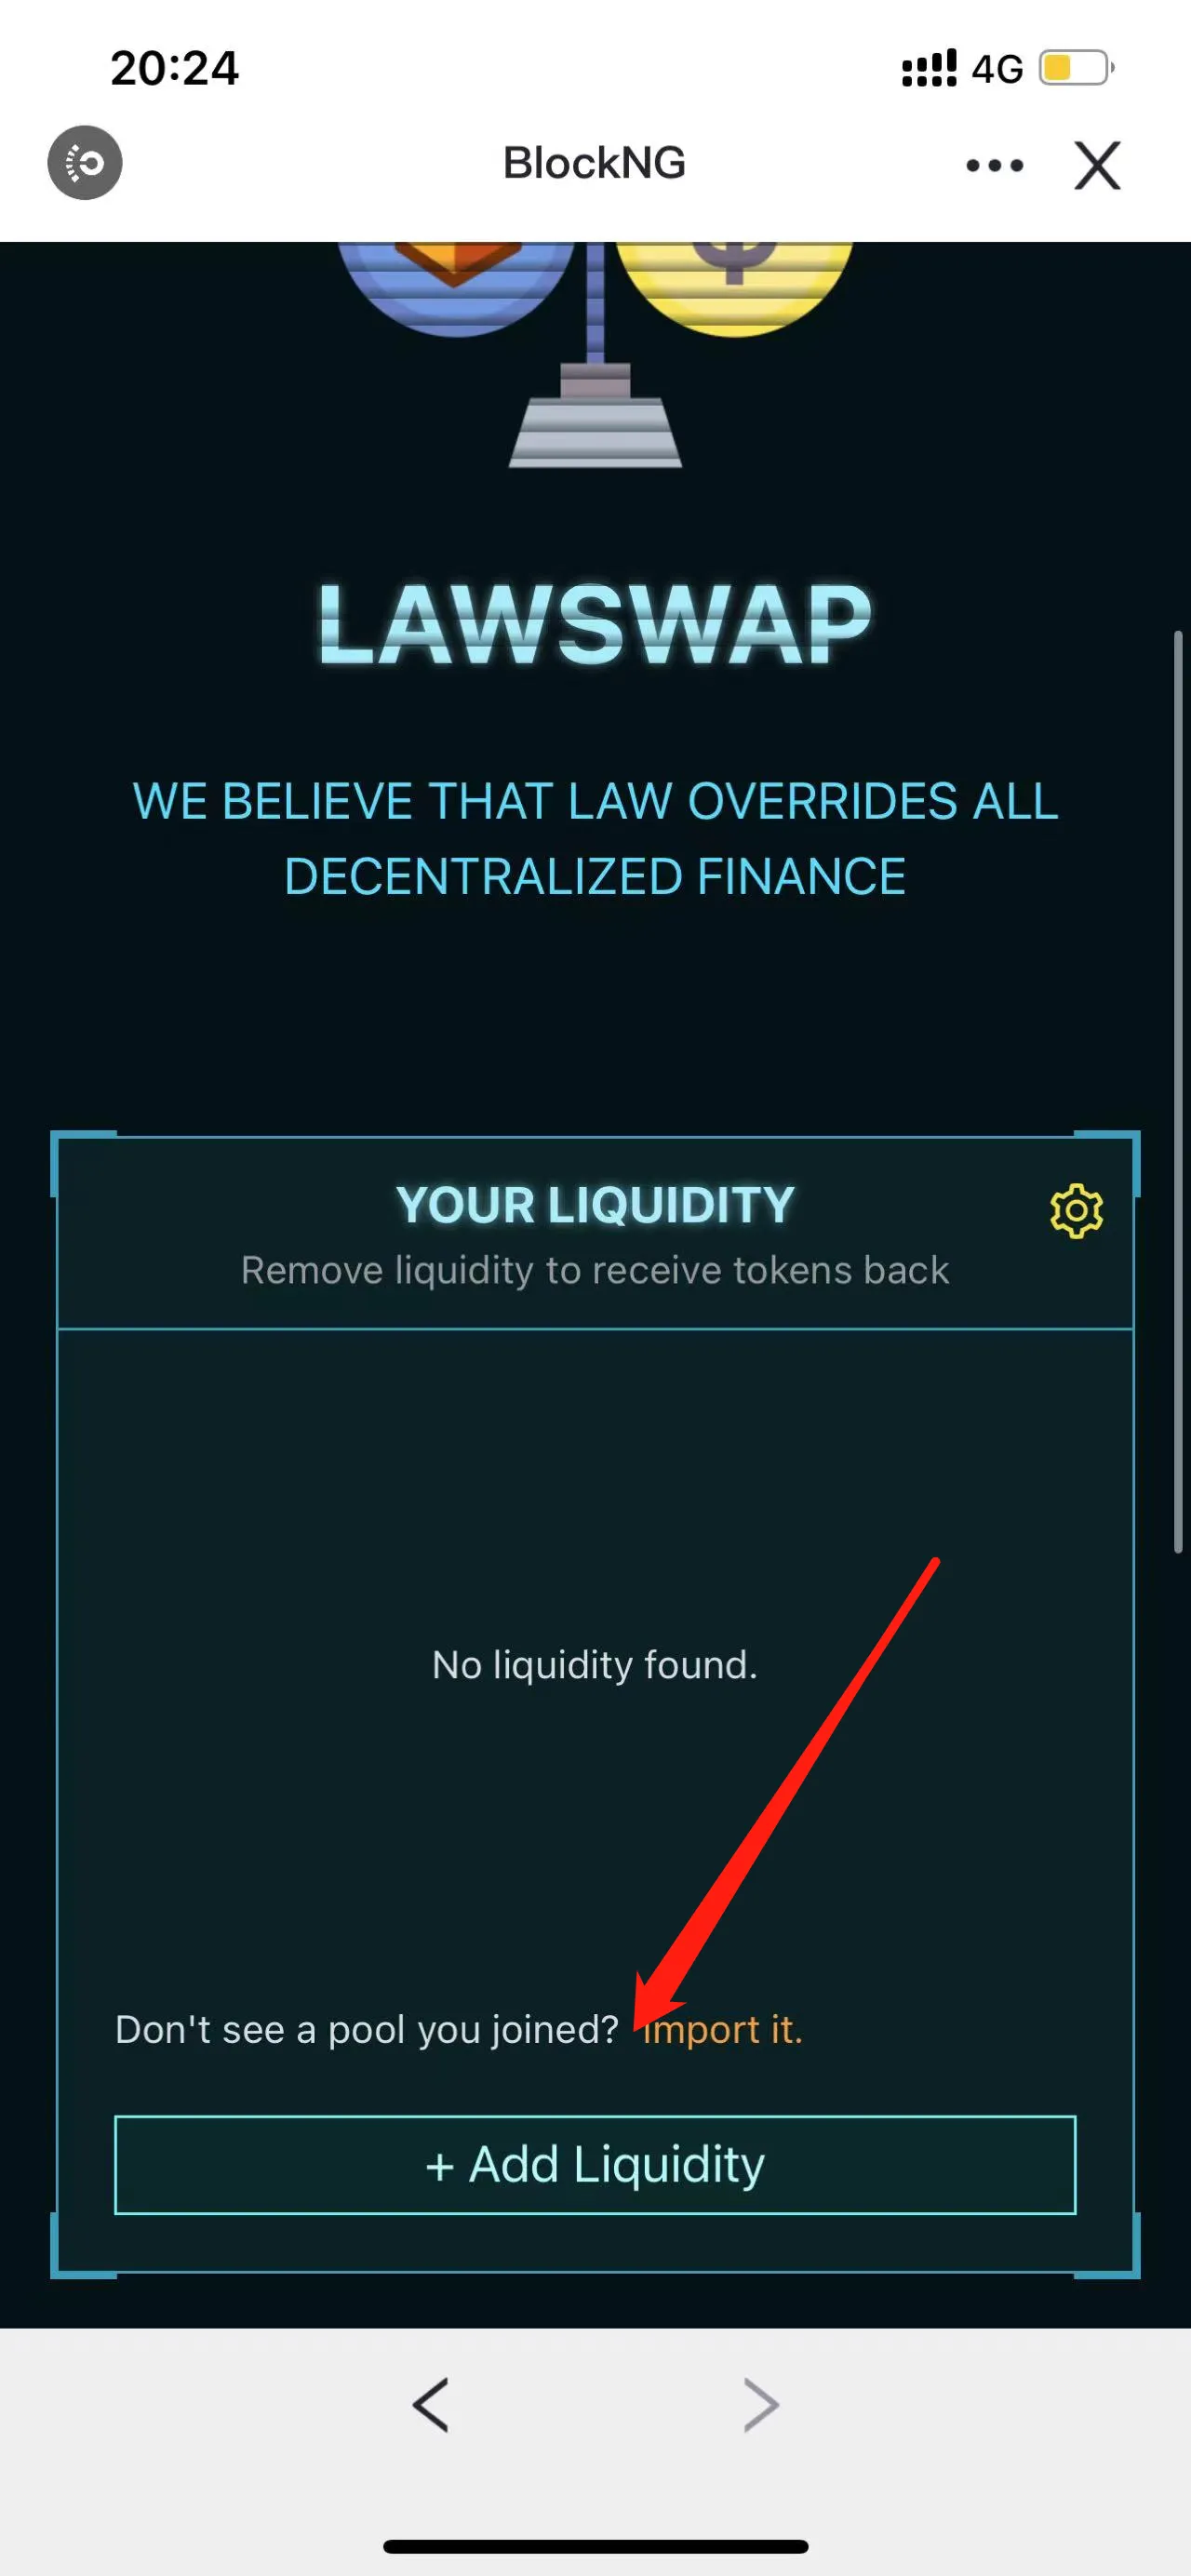 20:24
4G
BlockNG
LAWSWAP
WE BELIEVE THAT LAW OVERRIDES ALL
DECENTRALIZED FINANCE
YOUR LIQUIDITY
Remove liquidity to receive tokens back
No liquidity found.
Don't see a pool you joined? Import it.
+ Add Liquidity